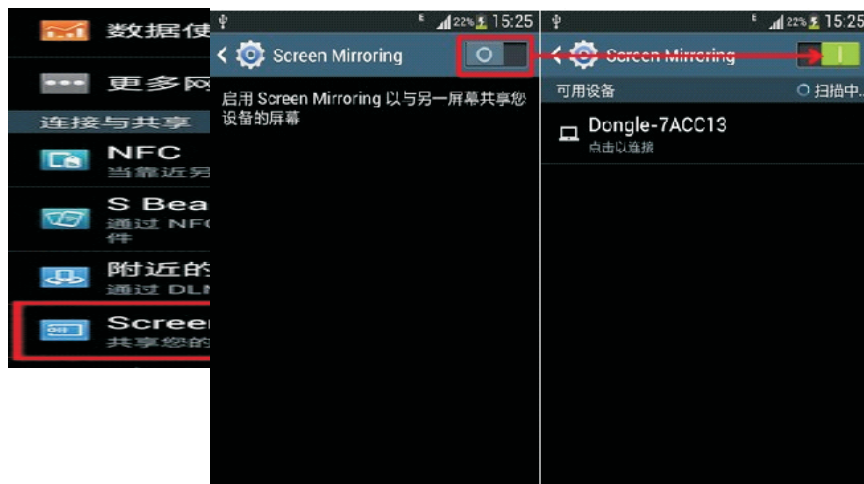 数据使
更多网
连接与共享
NFC
当靠近另
S Bea
通过 NF
件
附近的
通过 DL
Scree
共享您的
E 22% 15:25
Screen Mirroring
启用 Screen Mirroring 以与另一屏幕共享您
设备的屏幕
E 22% 15:25
Screen Mirroring
可用设备 扫描中..
Dongle-7ACC13
点击以连接